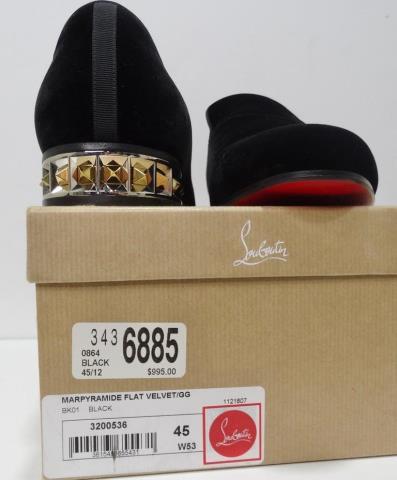 Louboutin
343 6885
0864
BLACK
45/12 $995.00
MARPYRAMIDE FLAT VELVET/GG
BK01 BLACK 1121607
3200536 45
W53
Louboutin